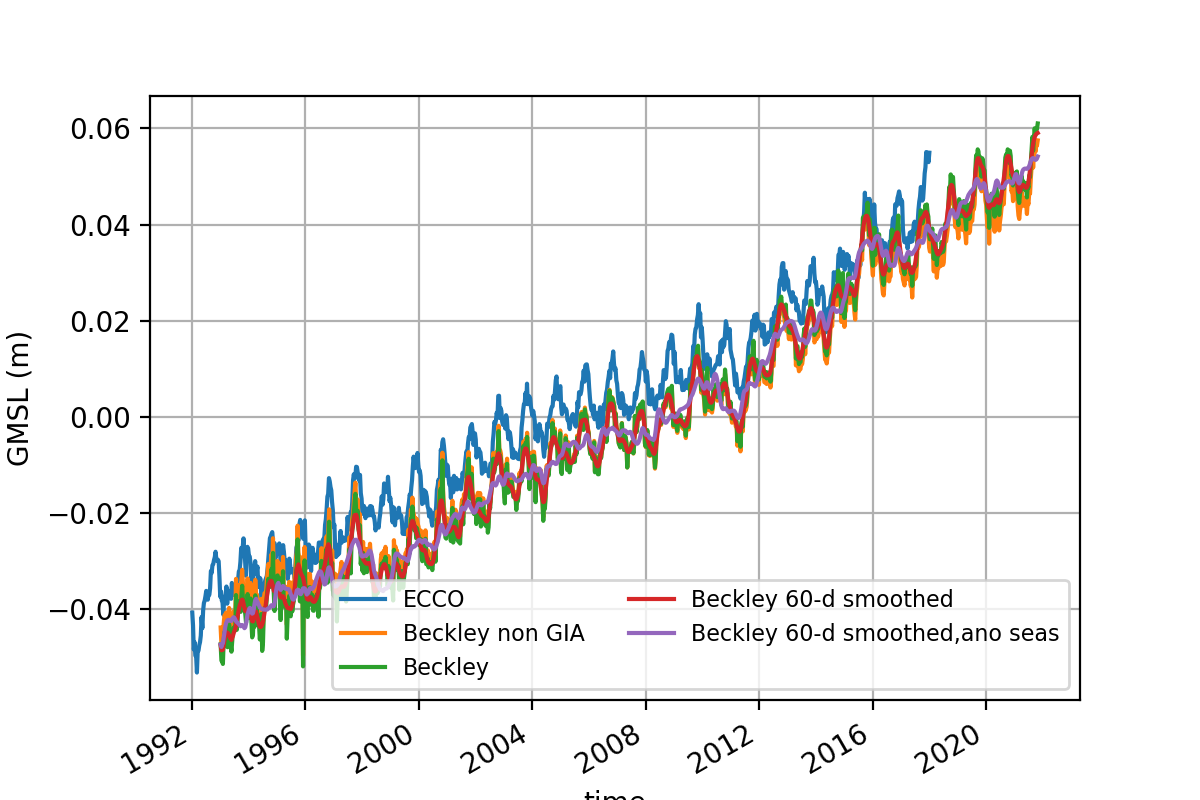 0.06
0.04
0.02
0.00
−0.02
−0.04
GMSL (m)
ECCO
Beckley non GIA
Beckley
Beckley 60-d smoothed
Beckley 60-d smoothed,ano seas
1992
1996
2000
2004
2008
2012
2016
2020
time